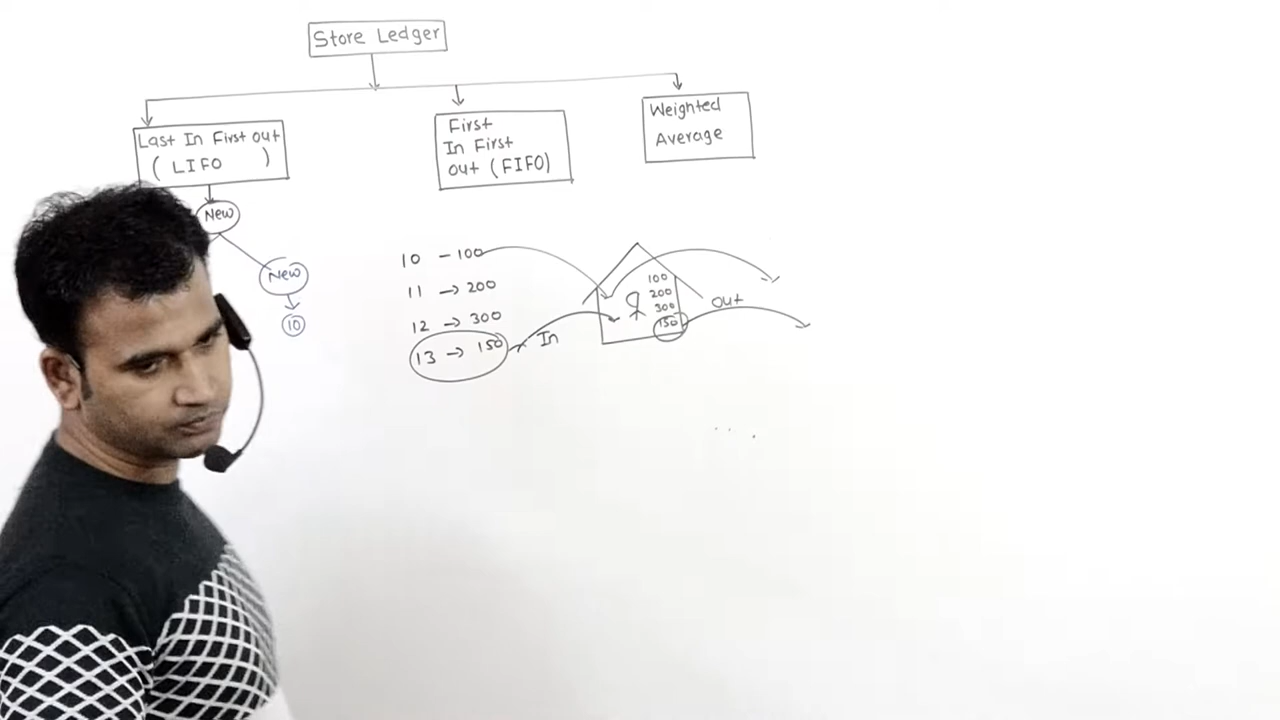 Store Ledger
Last In First out
( LIFO )
First
In First
out (FIFO)
Weighted
Average
New
New
10
10 - 100
11 → 200
12 → 300
13 → 150
In
100
200
300
150
out